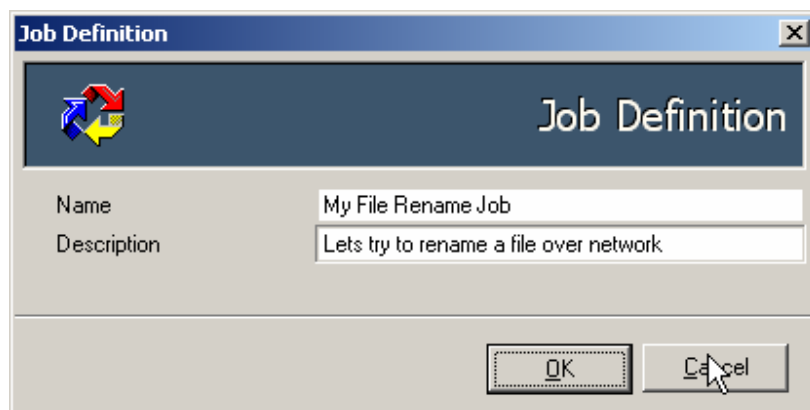 Job Definition
Job Definition
Name My File Rename Job
Description Lets try to rename a file over network
OK Cancel